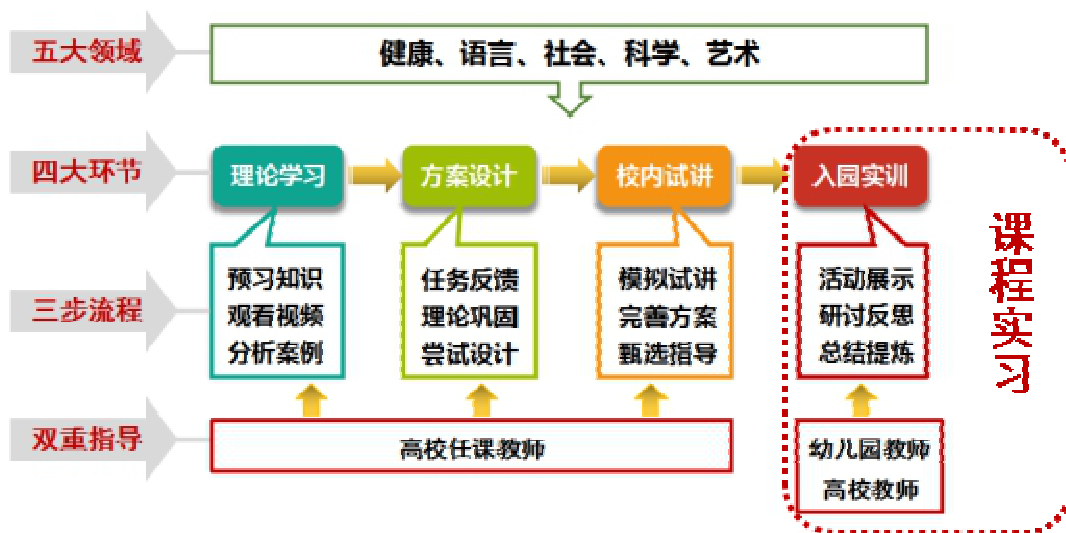 五大领域
健康、语言、社会、科学、艺术
四大环节
理论学习
方案设计
校内试讲
入园实训
三步流程
预习知识
观看视频
分析案例
任务反馈
理论巩固
尝试设计
模拟试讲
完善方案
甄选指导
活动展示
研讨反思
总结提炼
课程实习
双重指导
高校任课教师
幼儿园教师
高校教师